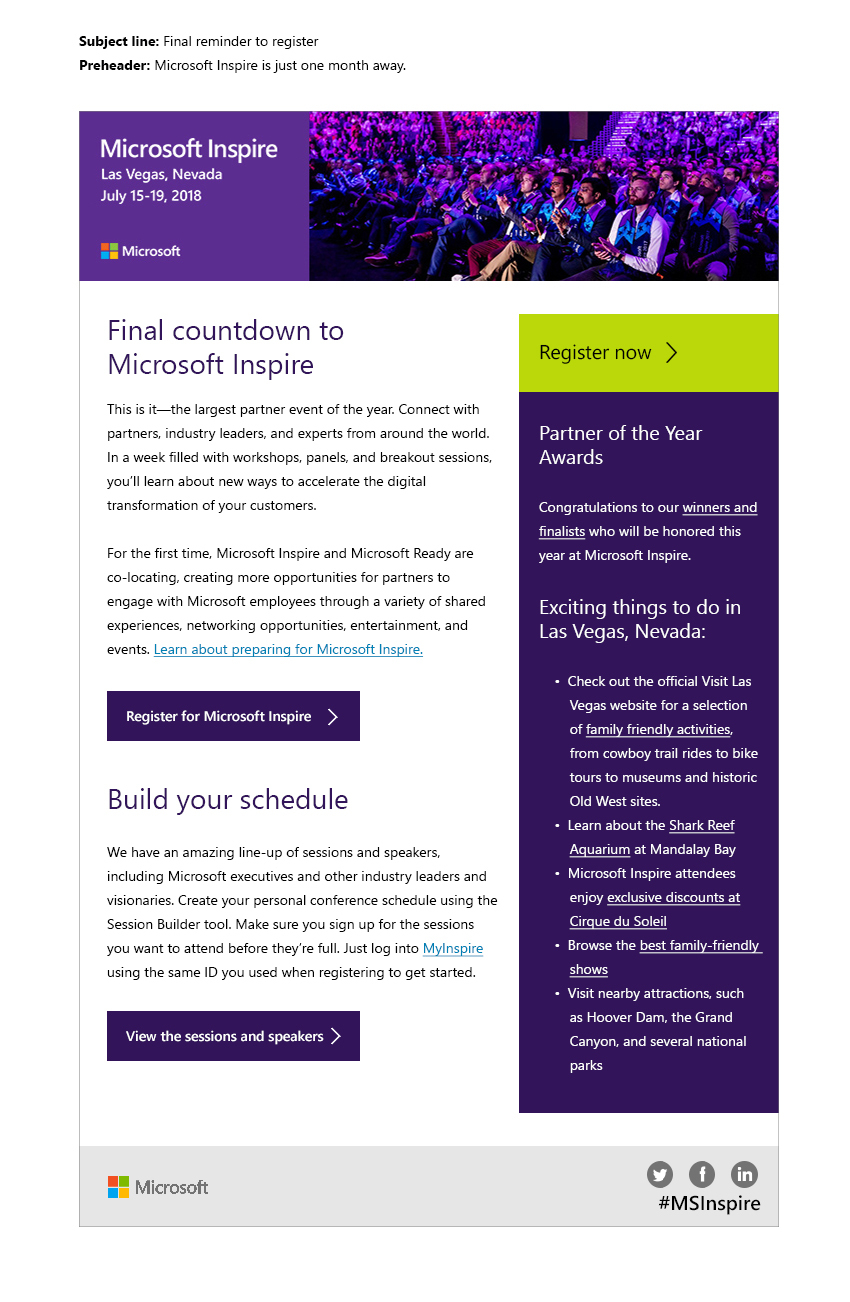 Subject line: Final reminder to register
Preheader: Microsoft Inspire is just one month away.
Microsoft Inspire
Las Vegas, Nevada
July 15-19, 2018
Microsoft
Final countdown to
Microsoft Inspire
This is it—the largest partner event of the year. Connect with
partners, industry leaders, and experts from around the world.
In a week filled with workshops, panels, and breakout sessions,
you’ll learn about new ways to accelerate the digital
transformation of your customers.
For the first time, Microsoft Inspire and Microsoft Ready are
co-locating, creating more opportunities for partners to
engage with Microsoft employees through a variety of shared
experiences, networking opportunities, entertainment, and
events. Learn about preparing for Microsoft Inspire.
Register for Microsoft Inspire
Build your schedule
We have an amazing line-up of sessions and speakers,
including Microsoft executives and other industry leaders and
visionaries. Create your personal conference schedule using the
Session Builder tool. Make sure you sign up for the sessions
you want to attend before they’re full. Just log into MyInspire
using the same ID you used when registering to get started.
View the sessions and speakers
Register now
Partner of the Year
Awards
Congratulations to our winners and
finalists who will be honored this
year at Microsoft Inspire.
Exciting things to do in
Las Vegas, Nevada:
• Check out the official Visit Las
Vegas website for a selection
of family friendly activities,
from cowboy trail rides to bike
tours to museums and historic
Old West sites.
• Learn about the Shark Reef
Aquarium at Mandalay Bay
• Microsoft Inspire attendees
enjoy exclusive discounts at
Cirque du Soleil
• Browse the best family-friendly
shows
• Visit nearby attractions, such
as Hoover Dam, the Grand
Canyon, and several national
parks
Microsoft
#MSInspire